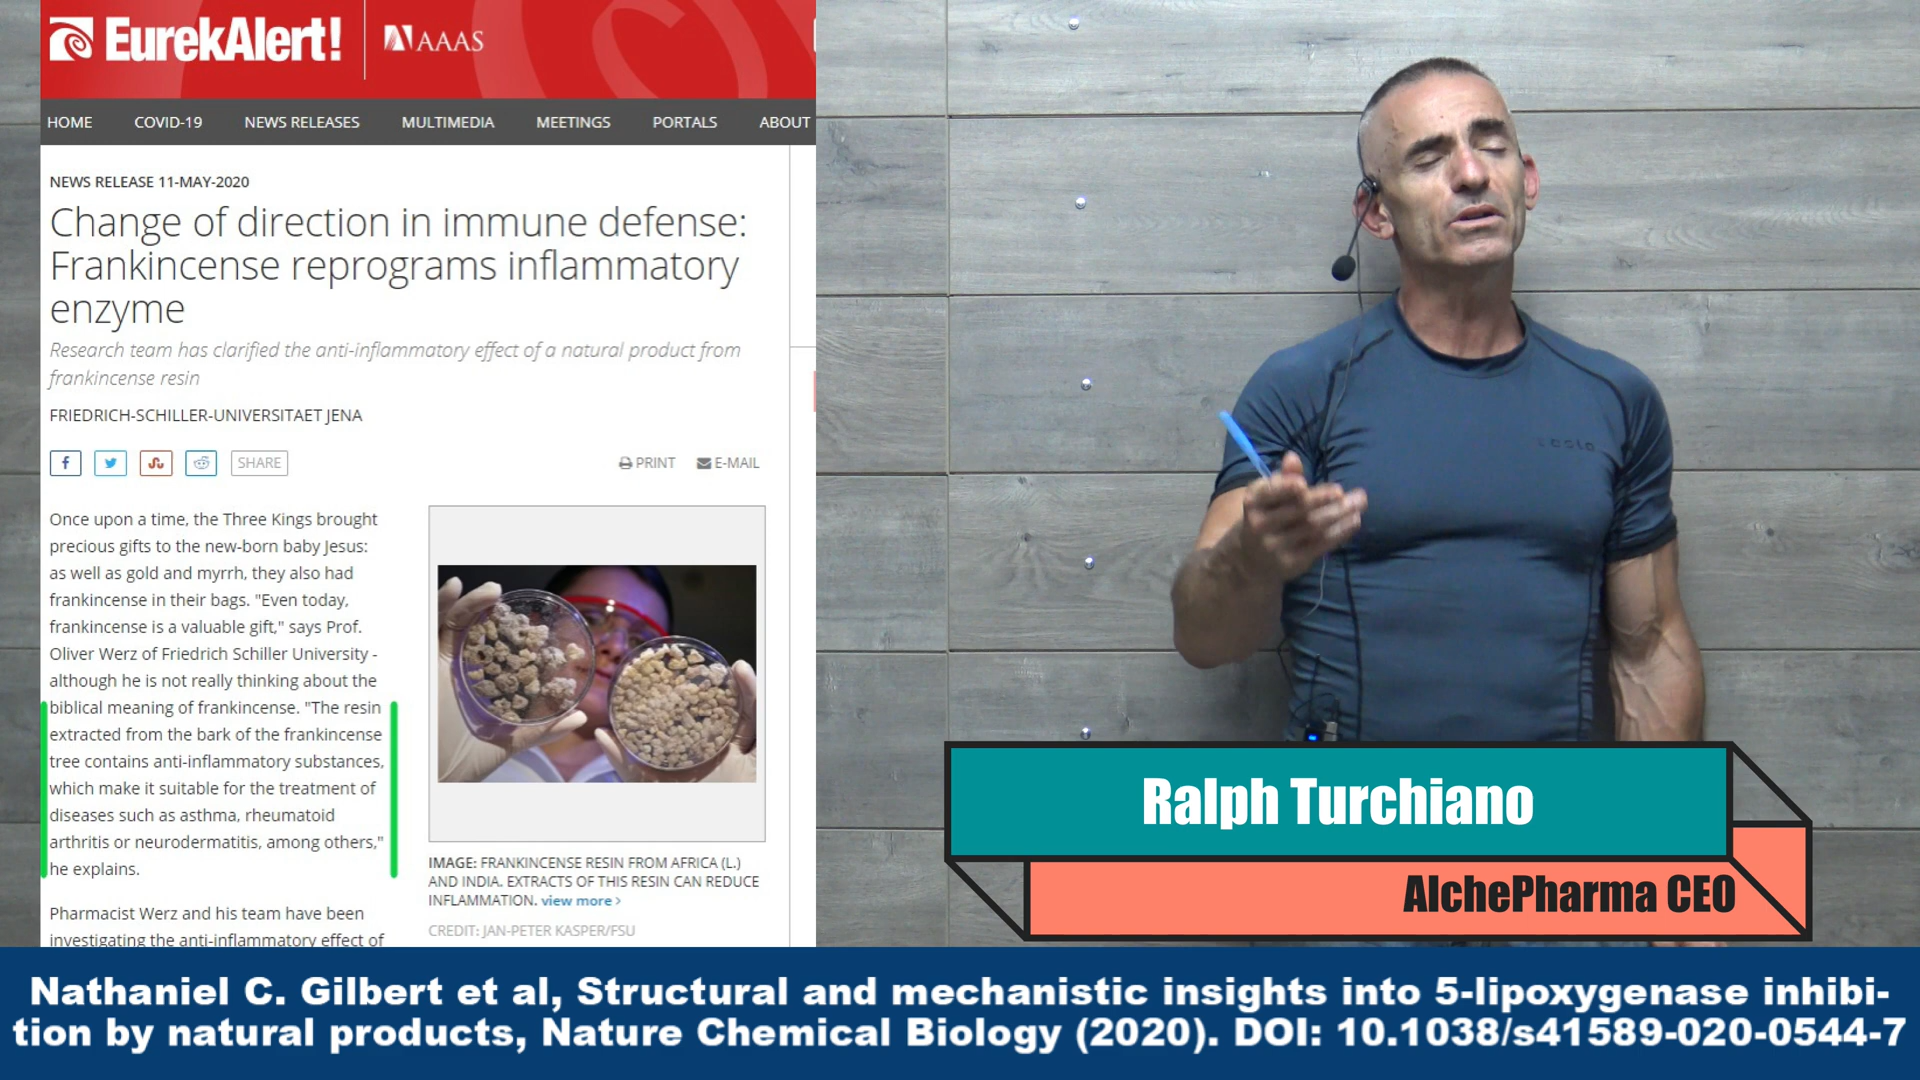 EurekAlert! AAAS
HOME COVID-19 NEWS RELEASES MULTIMEDIA MEETINGS PORTALS ABOUT
NEWS RELEASE 11-MAY-2020
Change of direction in immune defense:
Frankincense reprograms inflammatory
enzyme
Research team has clarified the anti-inflammatory effect of a natural product from
frankincense resin
FRIEDRICH-SCHILLER-UNIVERSITAET JENA
f SHARE PRINT E-MAIL
Once upon a time, the Three Kings brought
precious gifts to the new-born baby Jesus:
as well as gold and myrrh, they also had
frankincense in their bags. "Even today,
frankincense is a valuable gift," says Prof.
Oliver Werz of Friedrich Schiller University -
although he is not really thinking about the
biblical meaning of frankincense. "The resin
extracted from the bark of the frankincense
tree contains anti-inflammatory substances,
which make it suitable for the treatment of
diseases such as asthma, rheumatoid
arthritis or neurodermatitis, among others,"
he explains.
Pharmacist Werz and his team have been
investigating the anti-inflammatory effect of
IMAGE: FRANKINCENSE RESIN FROM AFRICA (L.)
AND INDIA. EXTRACTS OF THIS RESIN CAN REDUCE
INFLAMMATION. view more >
CREDIT: JAN-PETER KASPER/FSU
Ralph Turchiano
AlchePharma CEO
Nathaniel C. Gilbert et al, Structural and mechanistic insights into 5-lipoxygenase inhibi-
tion by natural products, Nature Chemical Biology (2020). DOI: 10.1038/s41589-020-0544-7